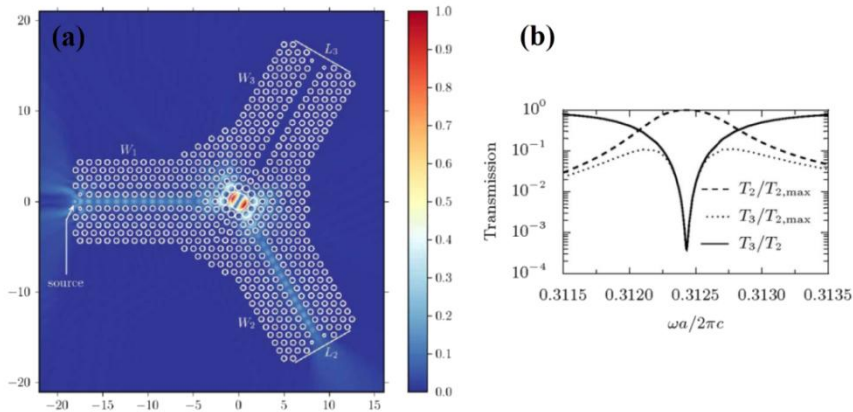 (a)
W₁
W₃
L₃
W₂
L₂
source
20
10
0
−10
−20
−20
−15
−10
−5
0
5
10
15
1.0
0.9
0.8
0.7
0.6
0.5
0.4
0.3
0.2
0.1
0.0
(b)
Transmission
10⁰
10⁻¹
10⁻²
10⁻³
10⁻⁴
T₂/T₂,max
T₃/T₂,max
T₃/T₂
0.3115 0.3120 0.3125 0.3130 0.3135
ωa/2πc